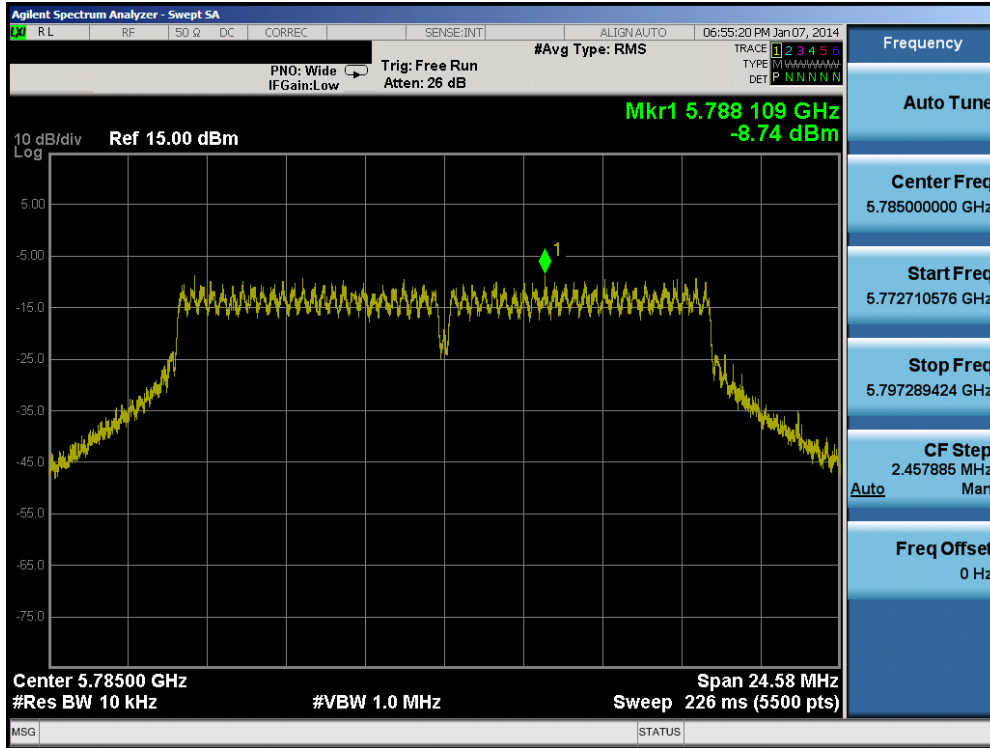 Agilent Spectrum Analyzer - Swept SA
LXI RL RF 50 Ω DC CORREC SENSE:INT ALIGN AUTO 06:55:20 PM Jan 07, 2014
#Avg Type: RMS TRACE 1 2 3 4 5 6
PNO: Wide Trig: Free Run TYPE M WWWWW
IFGain:Low Atten: 26 dB DET P N N N N N
Mkr1 5.788 109 GHz
10 dB/div Ref 15.00 dBm -8.74 dBm
Log
5.00
1
-5.00
-15.0
-25.0
-35.0
-45.0
-55.0
-65.0
-75.0
Center 5.78500 GHz Span 24.58 MHz
#Res BW 10 kHz #VBW 1.0 MHz Sweep 226 ms (5500 pts)
MSG STATUS
Frequency
Auto Tune
Center Freq
5.785000000 GHz
Start Freq
5.772710576 GHz
Stop Freq
5.797289424 GHz
CF Step
2.457885 MHz
Auto Man
Freq Offset
0 Hz